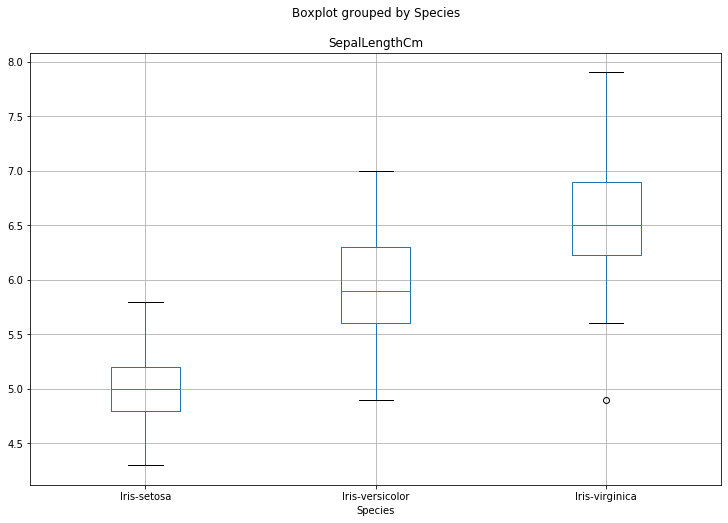 Boxplot grouped by Species
SepalLengthCm
8.0
7.5
7.0
6.5
6.0
5.5
5.0
4.5
Iris-setosa
Iris-versicolor
Iris-virginica
Species